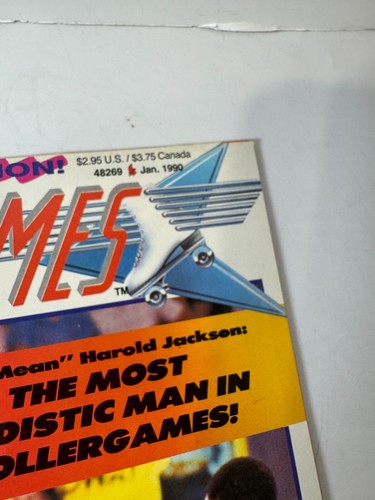 ION!
$2.95 U.S. / $3.75 Canada
48269 Jan. 1990
MES
TM
Mean" Harold Jackson:
THE MOST
DISTIC MAN IN
OLLERGAMES!